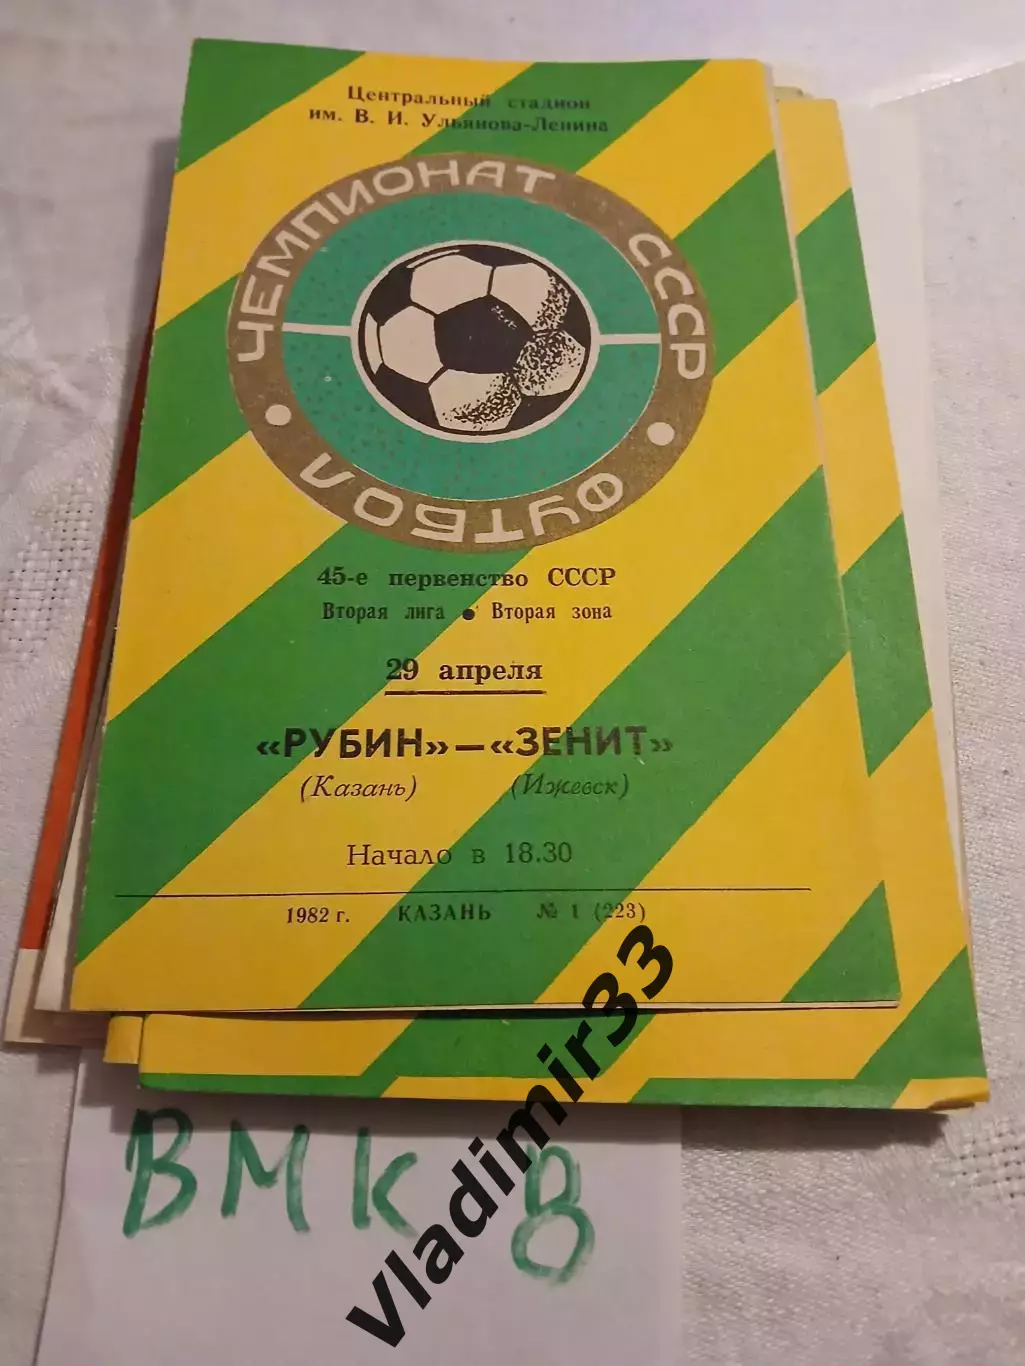 Центральный стадион
им. В. И. Ульянова-Ленина
ЧЕМПИОНАТ СССР
ФУТБОЛ
45-е первенство СССР
Вторая лига ● Вторая зона
29 апреля
«РУБИН»—«ЗЕНИТ»
(Казань) (Ижевск)
Начало в 18.30
1982 г. КАЗАНЬ № 1 (223)
ВМК 8
vladimir33